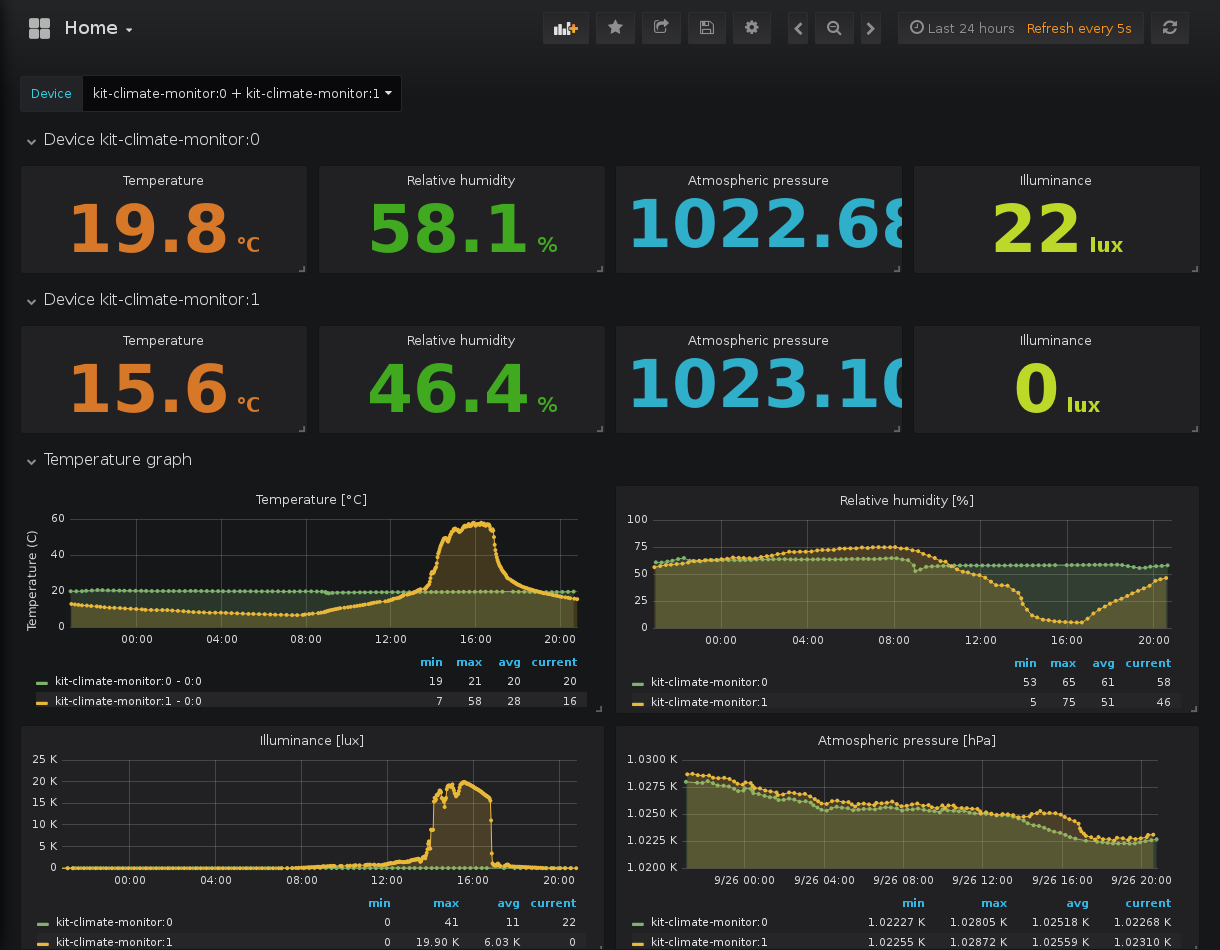 Home
Last 24 hours Refresh every 5s
Device kit-climate-monitor:0 + kit-climate-monitor:1
Device kit-climate-monitor:0
Temperature Relative humidity Atmospheric pressure Illuminance
19.8 °C 58.1 % 1022.68 22 lux
Device kit-climate-monitor:1
Temperature Relative humidity Atmospheric pressure Illuminance
15.6 °C 46.4 % 1023.10 0 lux
Temperature graph
Temperature [°C]
Temperature (C)
60
40
20
0
00:00 04:00 08:00 12:00 16:00 20:00
min max avg current
kit-climate-monitor:0 - 0:0 19 21 20 20
kit-climate-monitor:1 - 0:0 7 58 28 16
Relative humidity [%]
100
75
50
25
0
00:00 04:00 08:00 12:00 16:00 20:00
min max avg current
kit-climate-monitor:0 53 65 61 58
kit-climate-monitor:1 5 75 51 46
Illuminance [lux]
25 K
20 K
15 K
10 K
5 K
0
00:00 04:00 08:00 12:00 16:00 20:00
min max avg current
kit-climate-monitor:0 0 41 11 22
kit-climate-monitor:1 0 19.90 K 6.03 K 0
Atmospheric pressure [hPa]
1.0300 K
1.0275 K
1.0250 K
1.0225 K
1.0200 K
9/26 00:00 9/26 04:00 9/26 08:00 9/26 12:00 9/26 16:00 9/26 20:00
min max avg current
kit-climate-monitor:0 1.02227 K 1.02805 K 1.02518 K 1.02268 K
kit-climate-monitor:1 1.02255 K 1.02872 K 1.02559 K 1.02310 K